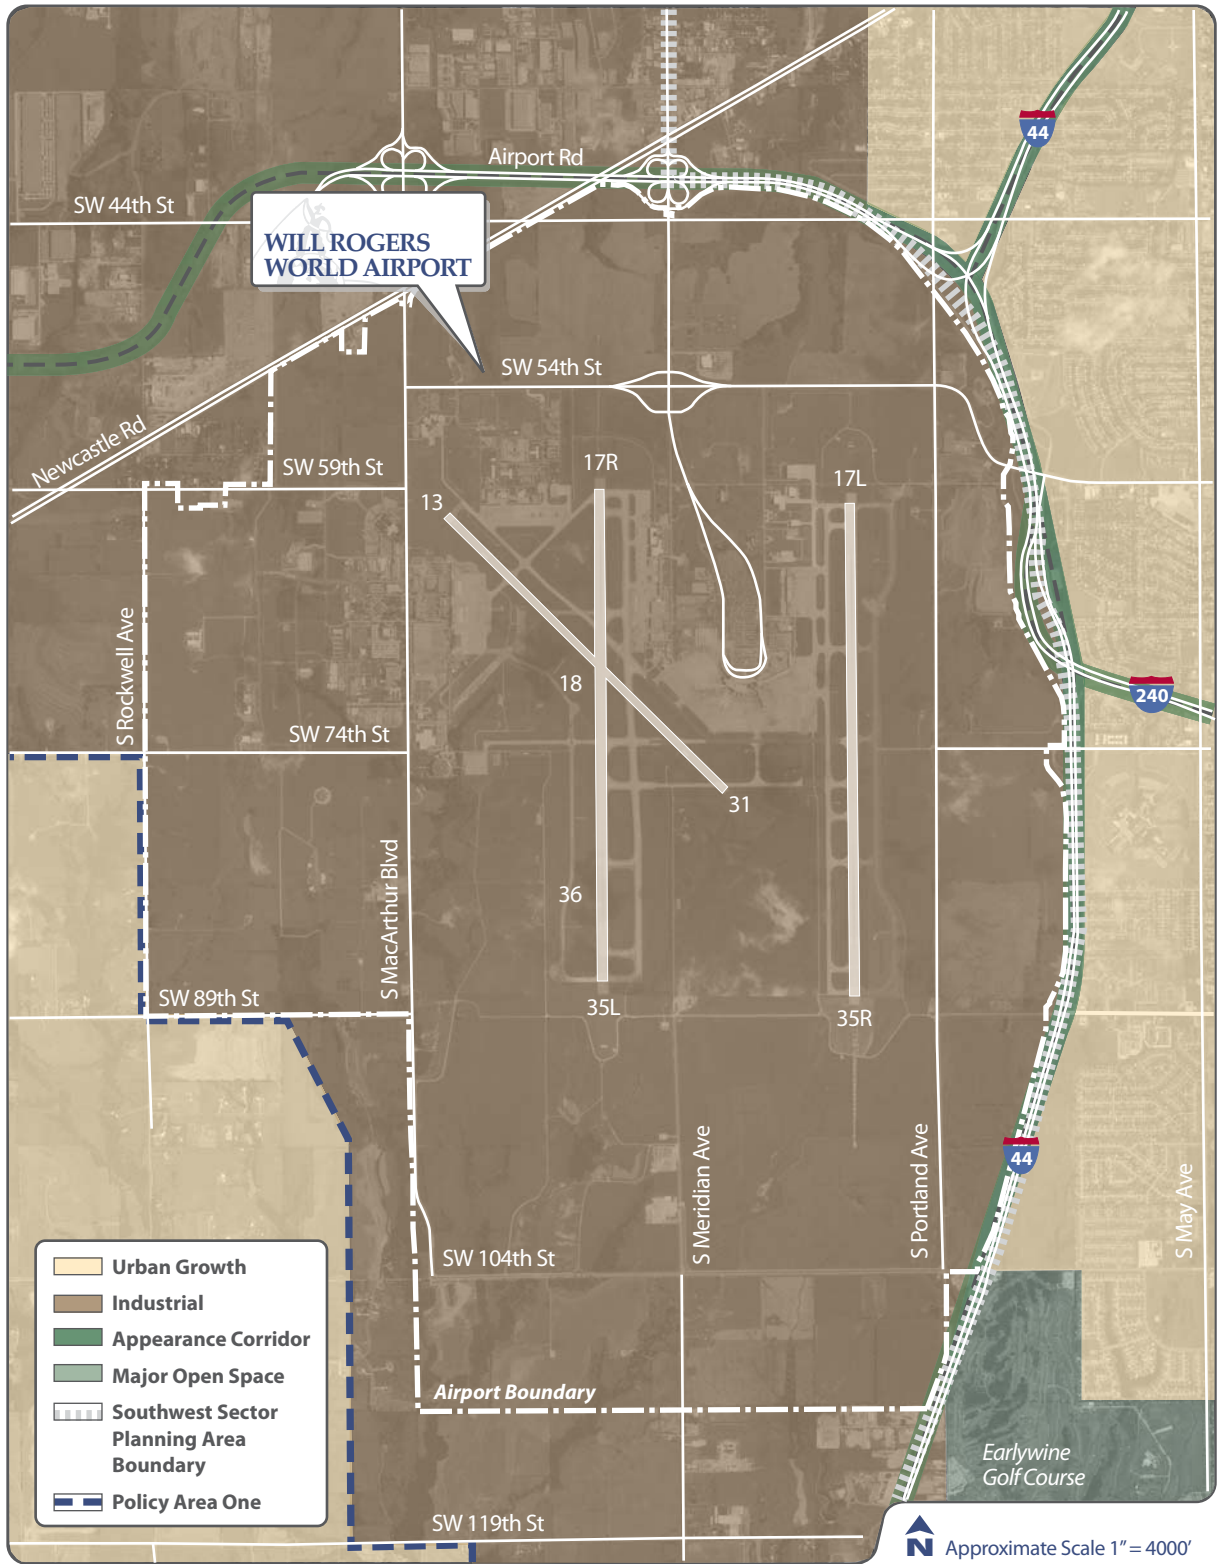 44
Airport Rd
SW 44th St
WILL ROGERS
WORLD AIRPORT
SW 54th St
Newcastle Rd
SW 59th St
17R
17L
13
S Rockwell Ave
18
240
SW 74th St
31
S MacArthur Blvd
36
SW 89th St
35L
35R
44
S Meridian Ave
S Portland Ave
S May Ave
SW 104th St
Urban Growth
Industrial
Appearance Corridor
Major Open Space
Southwest Sector
Planning Area
Boundary
Policy Area One
Airport Boundary
Earlywine
Golf Course
SW 119th St
N
Approximate Scale 1” = 4000’